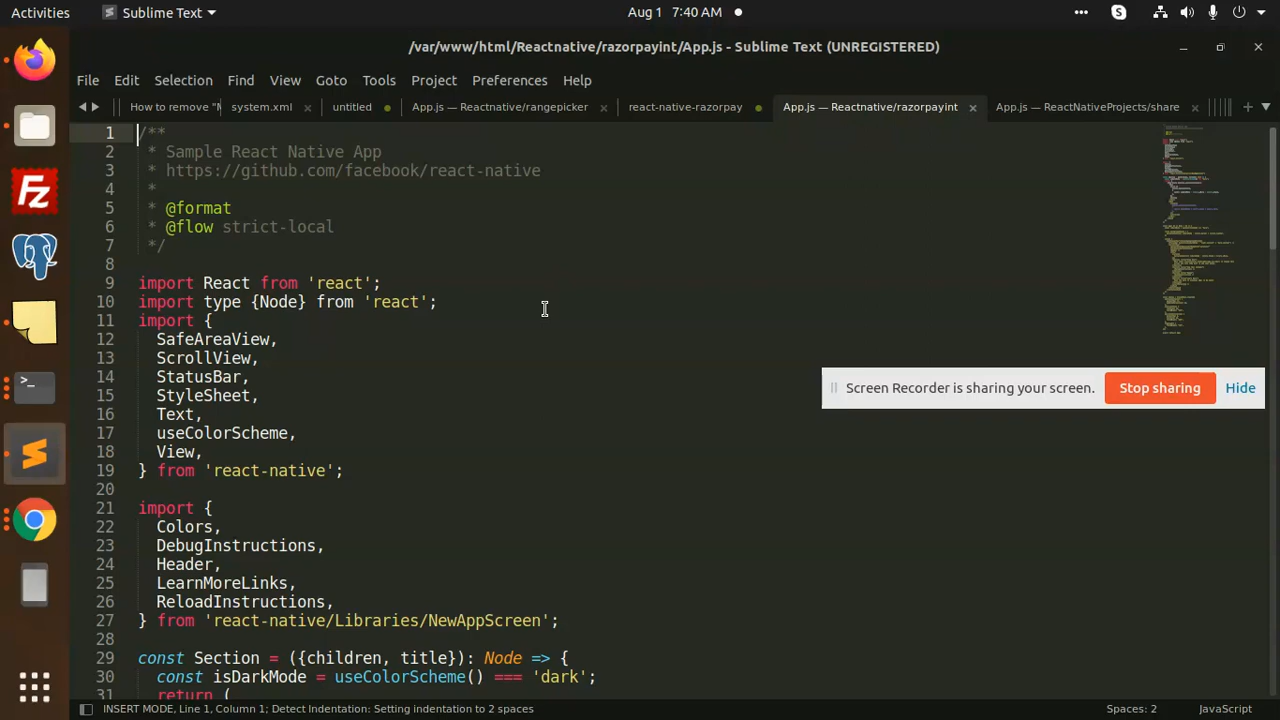 Activities
Sublime Text
Aug 1 7:40 AM
/var/www/html/Reactnative/razorpayint/App.js - Sublime Text (UNREGISTERED)
File Edit Selection Find View Goto Tools Project Preferences Help
How to remove "M system.xml untitled App.js — Reactnative/rangepicker react-native-razorpay App.js — Reactnative/razorpayint App.js — ReactNativeProjects/share
1 /**
2 * Sample React Native App
3 * https://github.com/facebook/react-native
4 *
5 * @format
6 * @flow strict-local
7 */
8
9 import React from 'react';
10 import type {Node} from 'react';
11 import {
12 SafeAreaView,
13 ScrollView,
14 StatusBar,
15 StyleSheet,
16 Text,
17 useColorScheme,
18 View,
19 } from 'react-native';
20
21 import {
22 Colors,
23 DebugInstructions,
24 Header,
25 LearnMoreLinks,
26 ReloadInstructions,
27 } from 'react-native/Libraries/NewAppScreen';
28
29 const Section = ({children, title}): Node => {
30 const isDarkMode = useColorScheme() === 'dark';
31 return (
Screen Recorder is sharing your screen. Stop sharing Hide
INSERT MODE, Line 1, Column 1; Detect Indentation: Setting indentation to 2 spaces
Spaces: 2
JavaScript